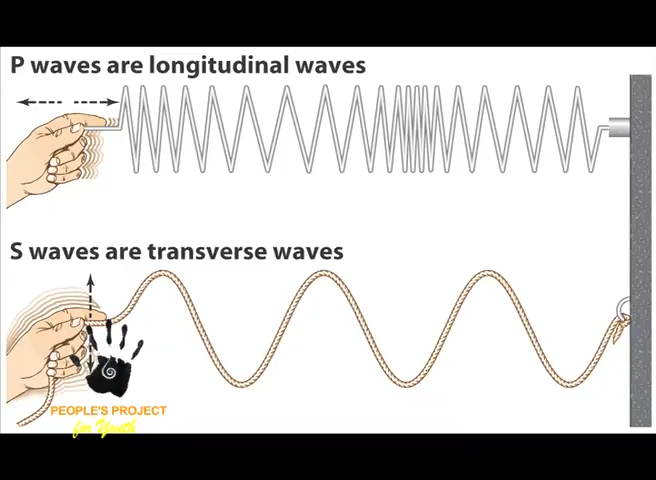 P waves are longitudinal waves
S waves are transverse waves
PEOPLE'S PROJECT
for Youth